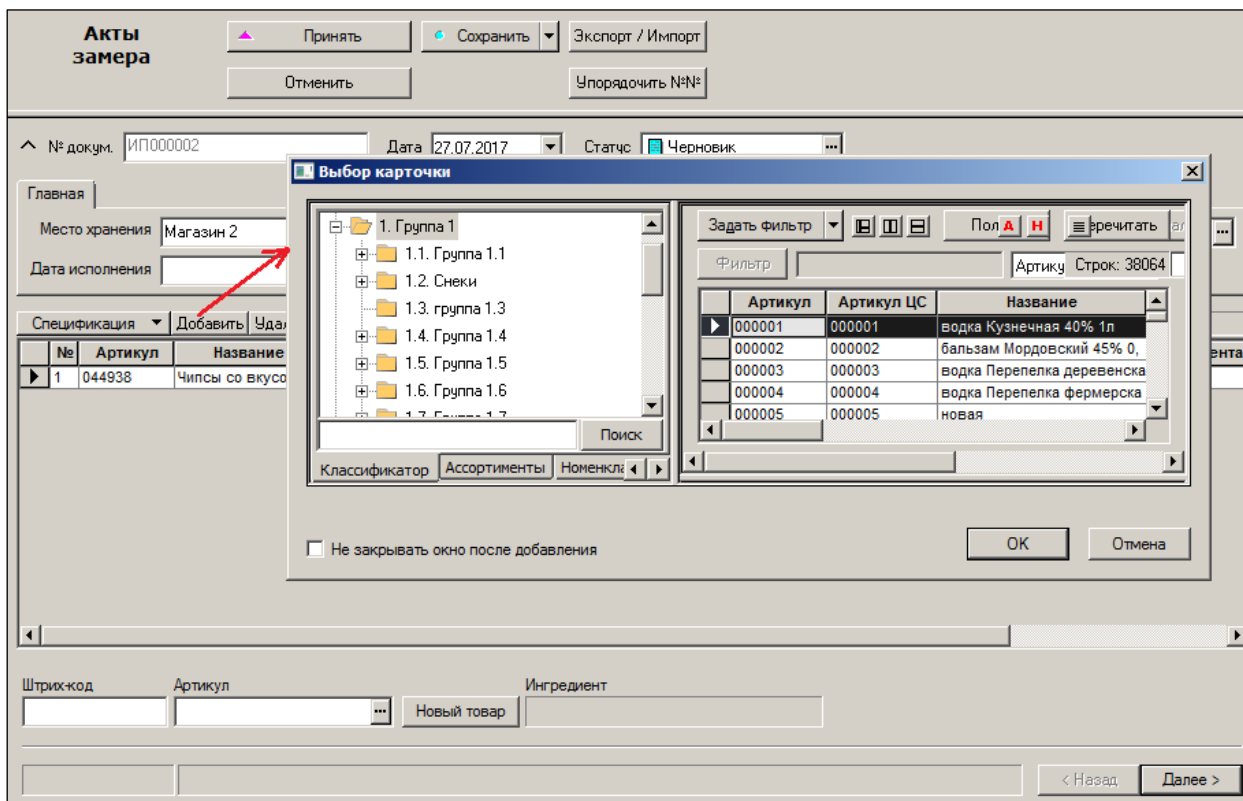 Акты замера
Принять
Сохранить
Экспорт / Импорт
Отменить
Упорядочить №№
№ докум. ИП000002
Дата 27.07.2017
Статус Черновик
Главная
Место хранения Магазин 2
Дата исполнения
Спецификация Добавить
№ Артикул Название
1 044938 Чипсы со
Выбор карточки
1. Группа 1
1.1. Группа 1.1
1.2. Снеки
1.3. группа 1.3
1.4. Группа 1.4
1.5. Группа 1.5
1.6. Группа 1.6
1.7. Группа 1.7
Поиск
Классификатор Ассортименты
Задать фильтр А Н
Фильтр Строк: 38064
Артикул Артикул ЦС Название
000001 000001 водка Кузнечная 40% 1л
000002 000002 бальзам Мордовский 45% 0,
000003 000003 водка Перепелка деревенска
000004 000004 водка Перепелка фермерска
000005 000005 новая
Не закрывать окно после добавления
OK Отмена
Штрих-код Артикул Ингредиент
Новый товар
< Назад Далее >